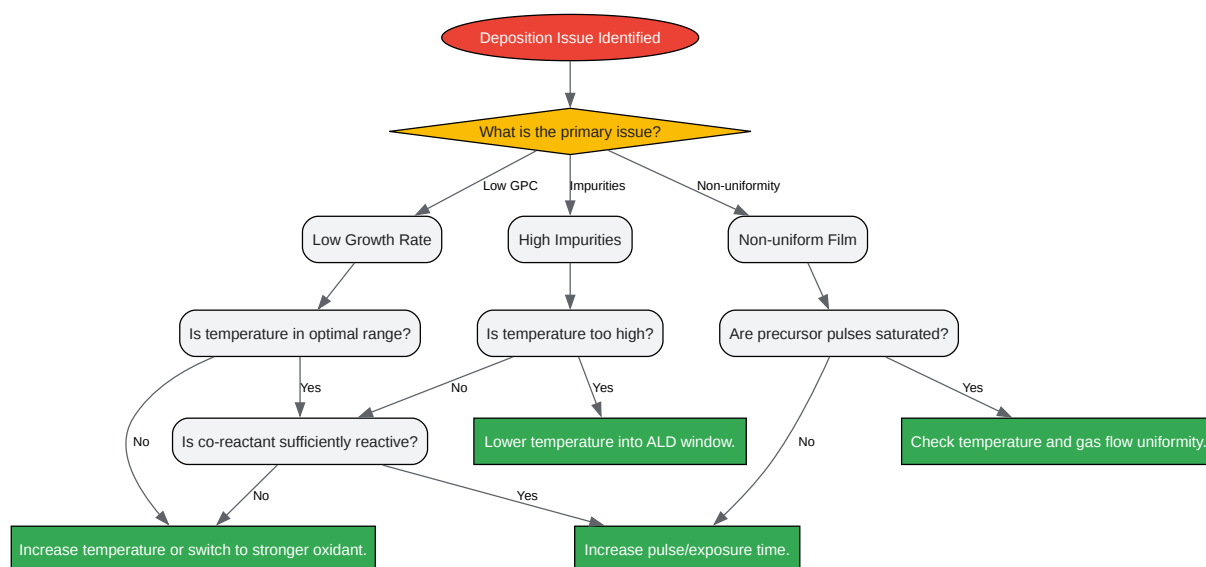 Deposition Issue Identified
What is the primary issue?
Low GPC
Impurities
Non-uniformity
Low Growth Rate
High Impurities
Non-uniform Film
Is temperature in optimal range?
Is temperature too high?
Are precursor pulses saturated?
Yes
No
Yes
Yes
No
Is co-reactant sufficiently reactive?
Lower temperature into ALD window.
Check temperature and gas flow uniformity.
No
No
Yes
Increase temperature or switch to stronger oxidant.
Increase pulse/exposure time.